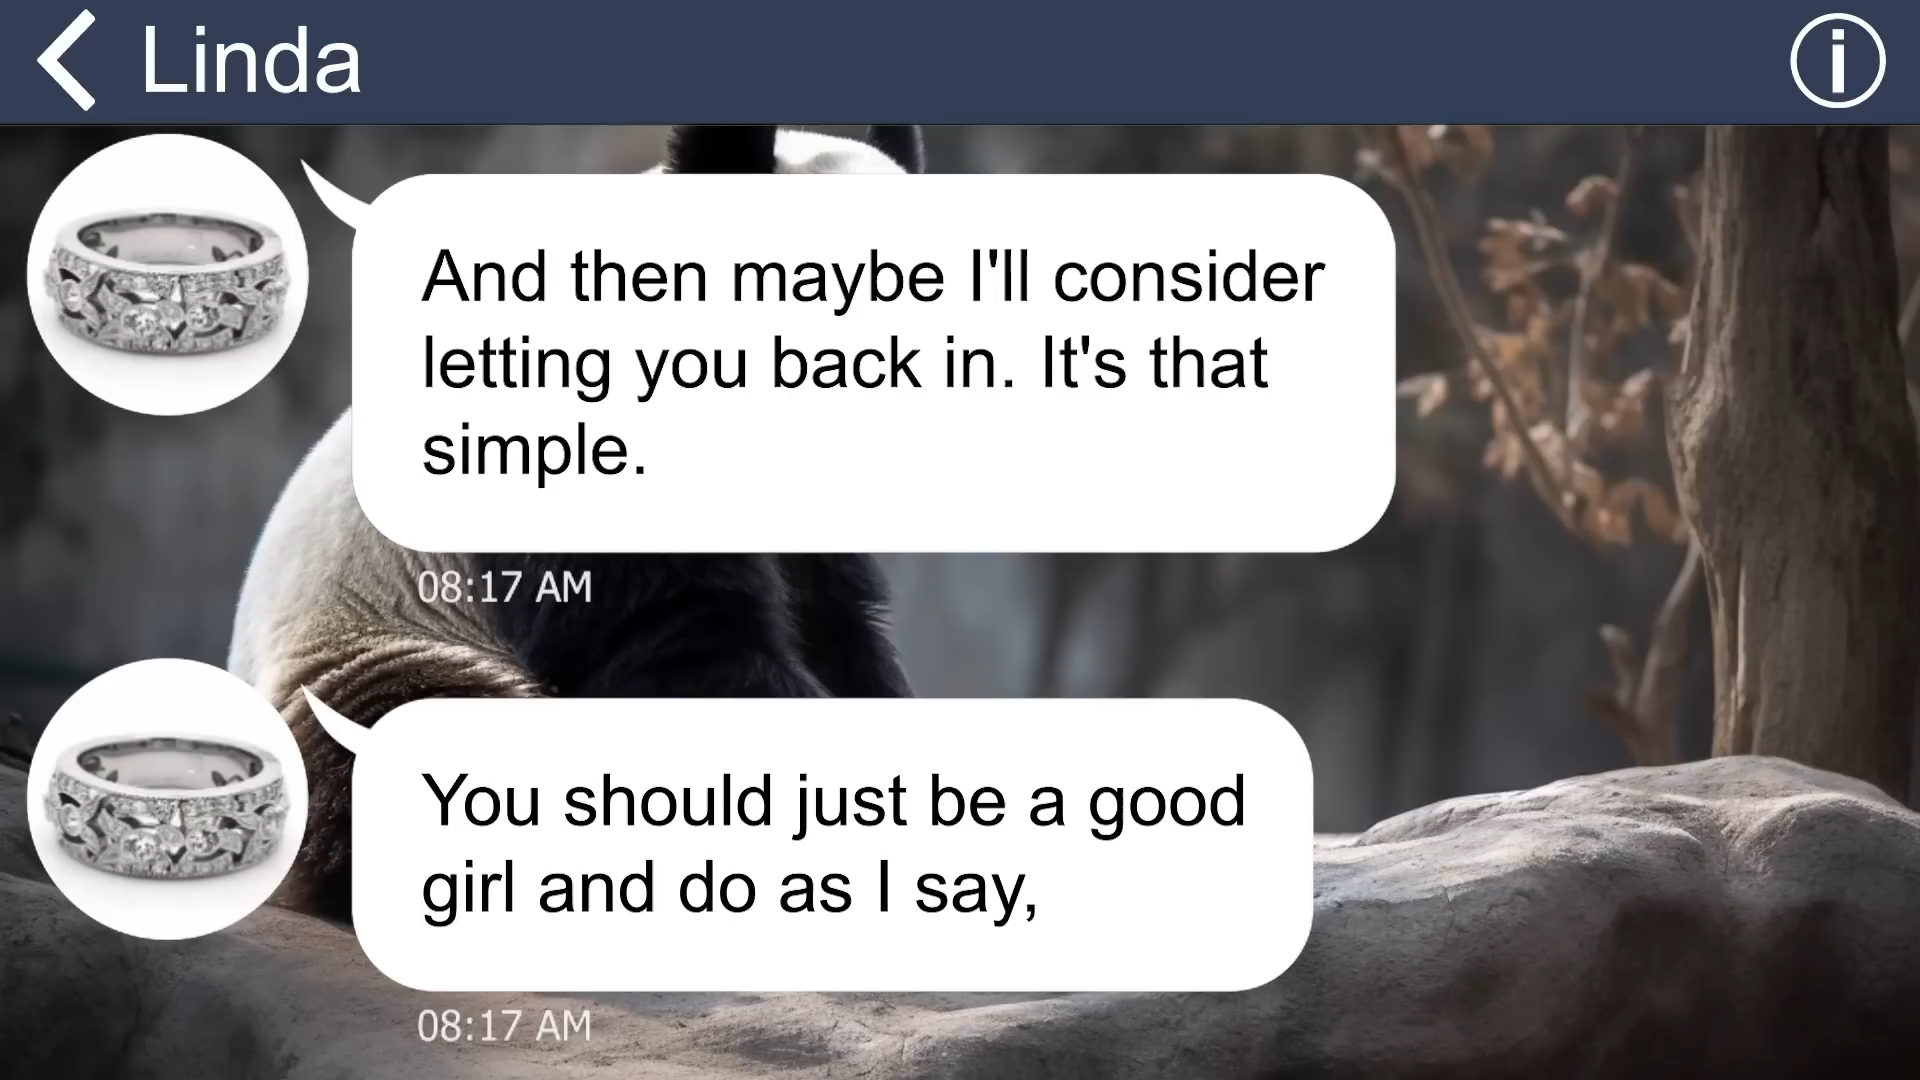 Linda
And then maybe I'll consider
letting you back in. It's that
simple.
08:17 AM
You should just be a good
girl and do as I say,
08:17 AM